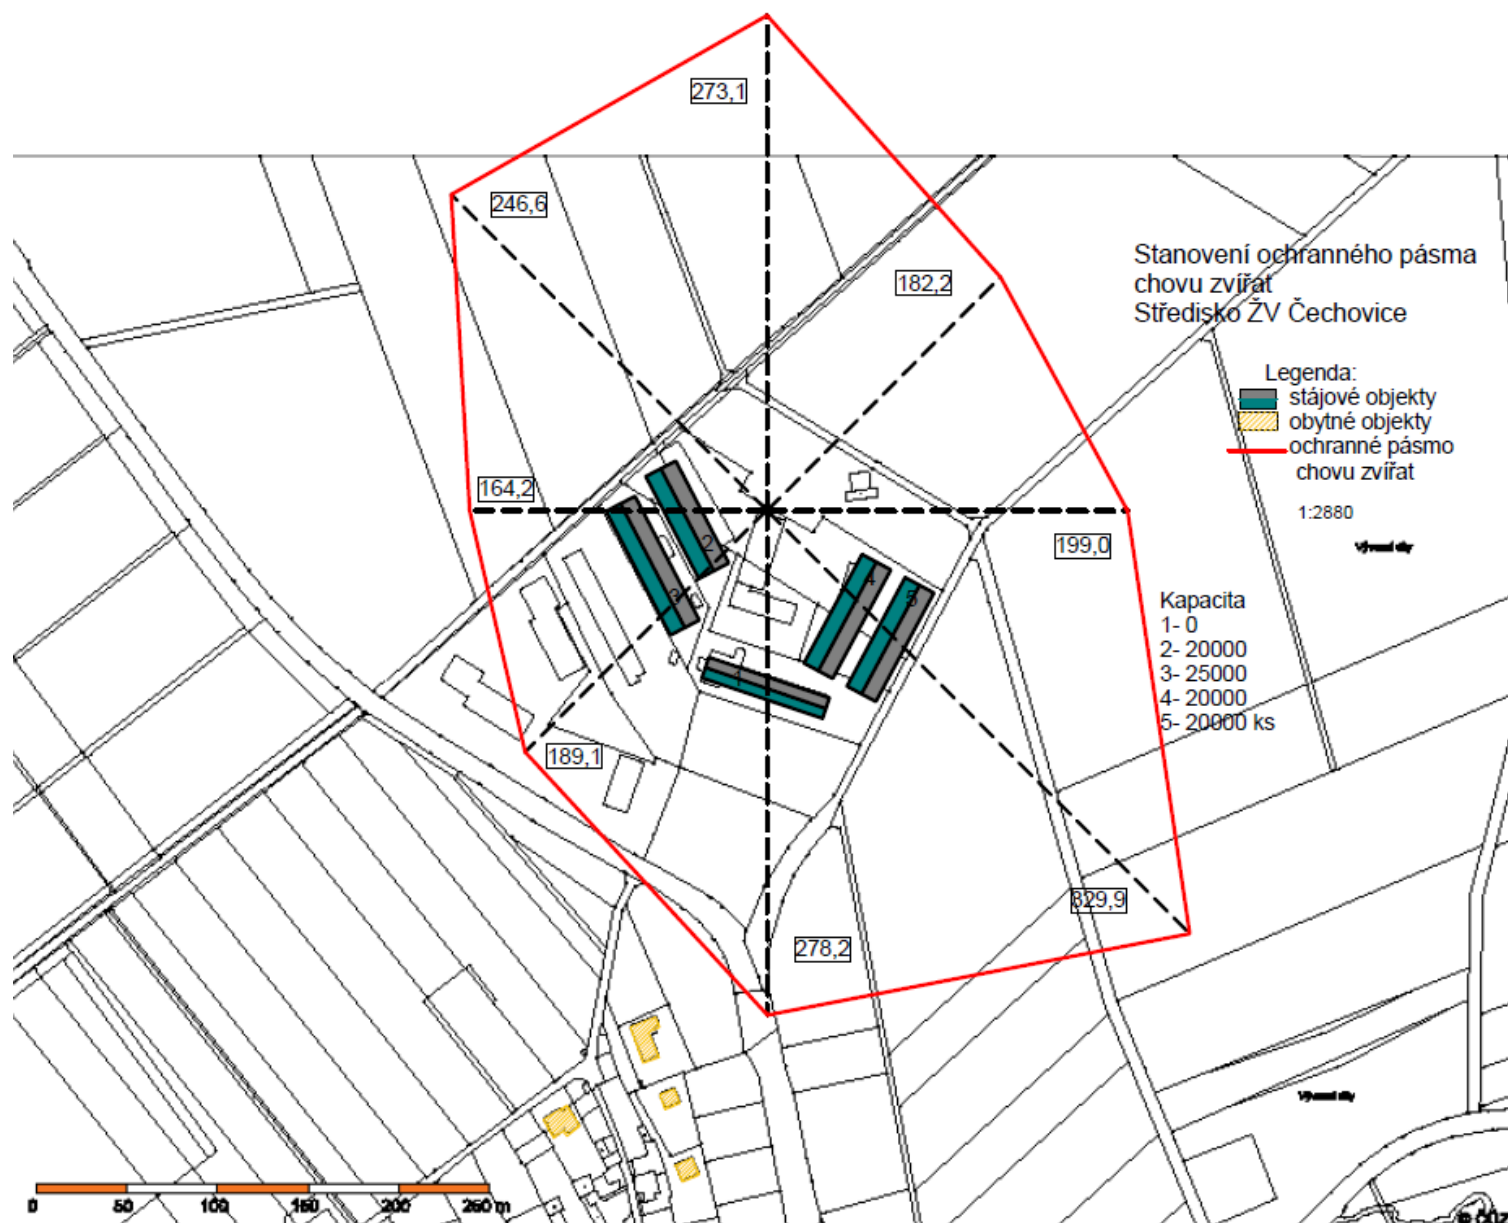 273,1
246,6
182,2
Stanovení ochranného pásma
chovu zvířat
Středisko ŽV Čechovice
Legenda:
stájové objekty
obytné objekty
ochranné pásmo
chovu zvířat
1:2880
164,2
199,0
2
3
4
5
1
Kapacita
1- 0
2- 20000
3- 25000
4- 20000
5- 20000 ks
189,1
329,9
278,2
0 50 100 150 200 250 m